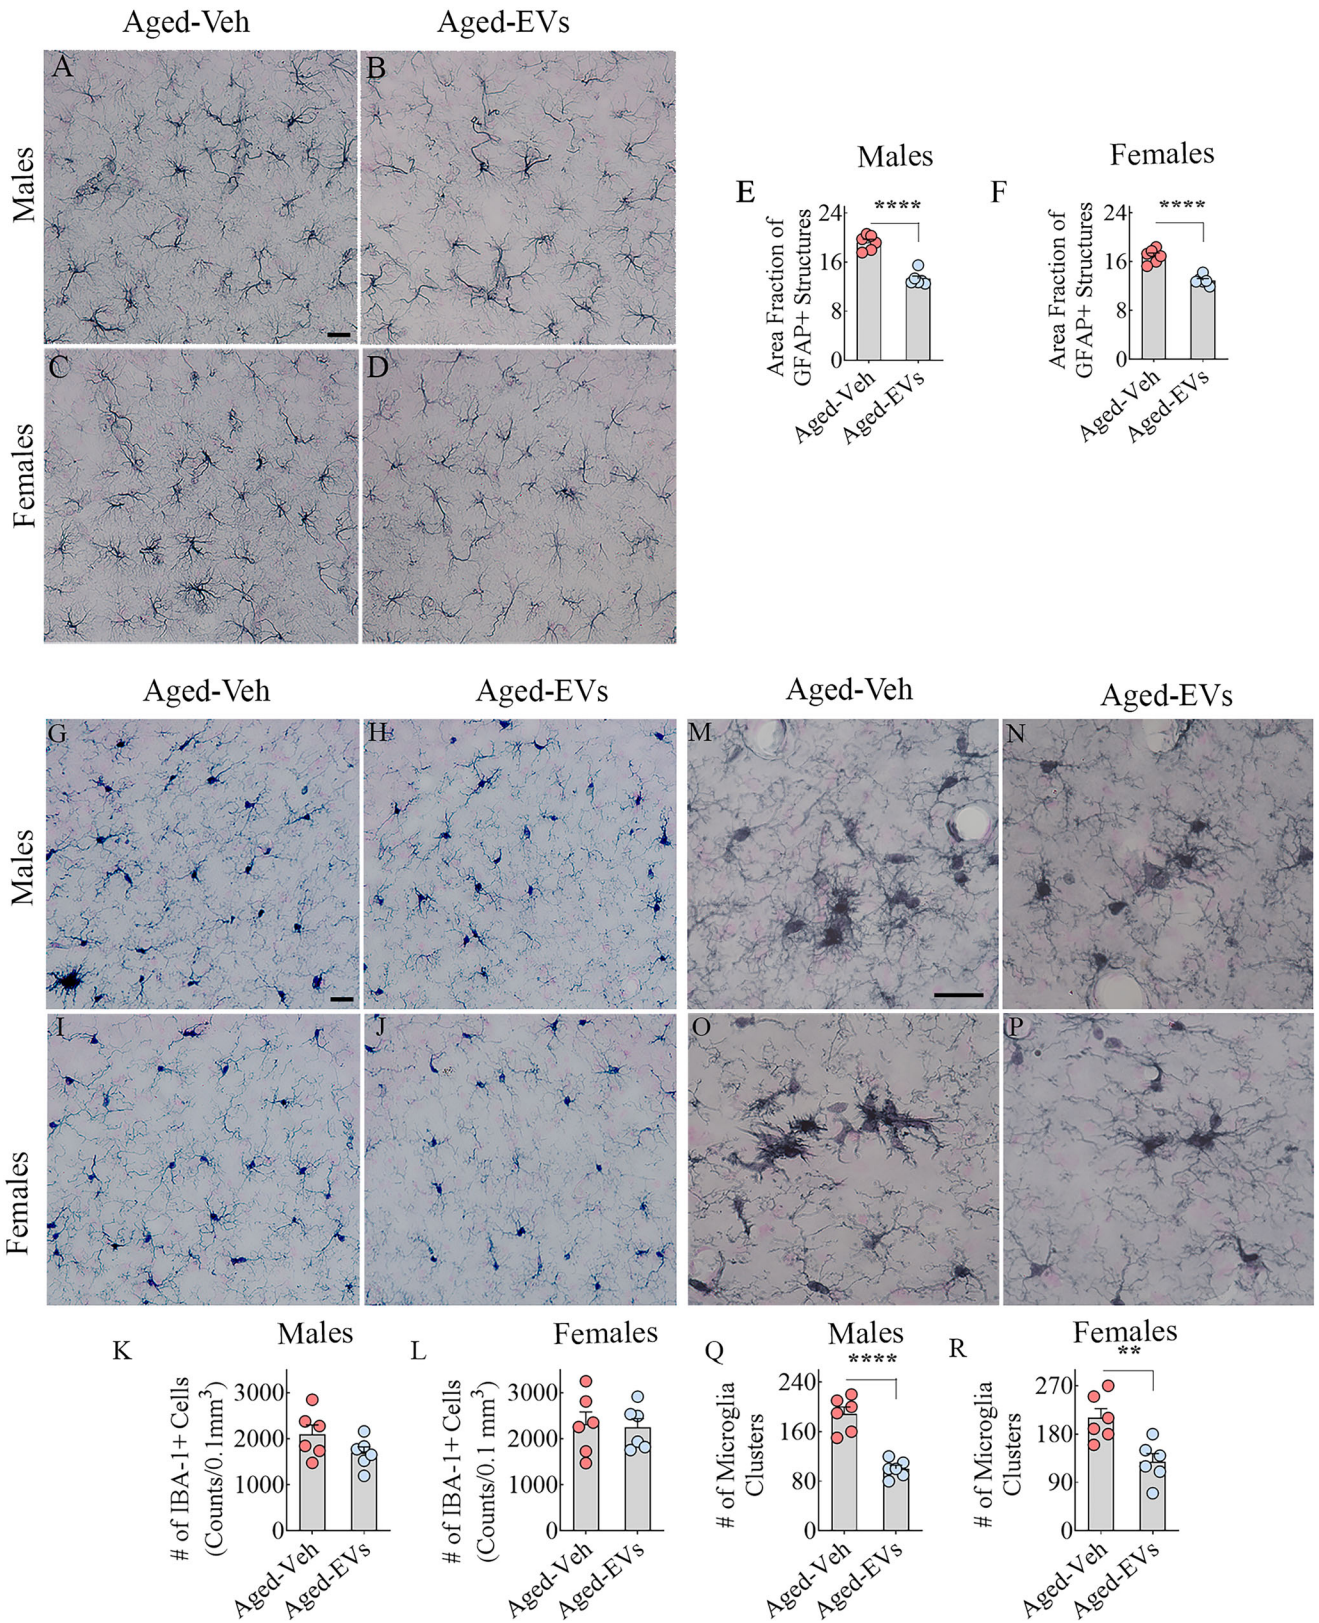 Aged-Veh Aged-EVs
A B
Males
C D
Females
Males Females
E F
Area Fraction of
GFAP+ Structures
24
16
8
0
****
Aged-Veh Aged-EVs
Area Fraction of
GFAP+ Structures
24
16
8
0
****
Aged-Veh Aged-EVs
Aged-Veh Aged-EVs Aged-Veh Aged-EVs
G H M N
Males
I J O P
Females
K Males
# of IBA-1+ Cells
(Counts/0.1mm³)
3000
2000
1000
0
Aged-Veh Aged-EVs
L Females
# of IBA-1+ Cells
(Counts/0.1 mm³)
3000
2000
1000
0
Aged-Veh Aged-EVs
Q Males
****
# of Microglia
Clusters
240
160
80
0
Aged-Veh Aged-EVs
R Females
**
# of Microglia
Clusters
270
180
90
0
Aged-Veh Aged-EVs